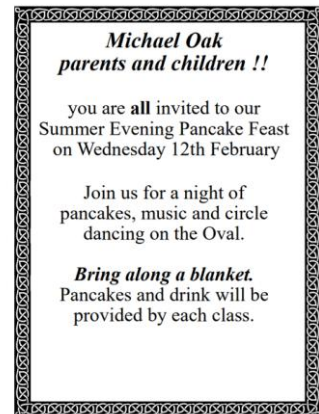 Michael Oak
parents and children !!
you are all invited to our
Summer Evening Pancake Feast
on Wednesday 12th February
Join us for a night of
pancakes, music and circle
dancing on the Oval.
Bring along a blanket.
Pancakes and drink will be
provided by each class.